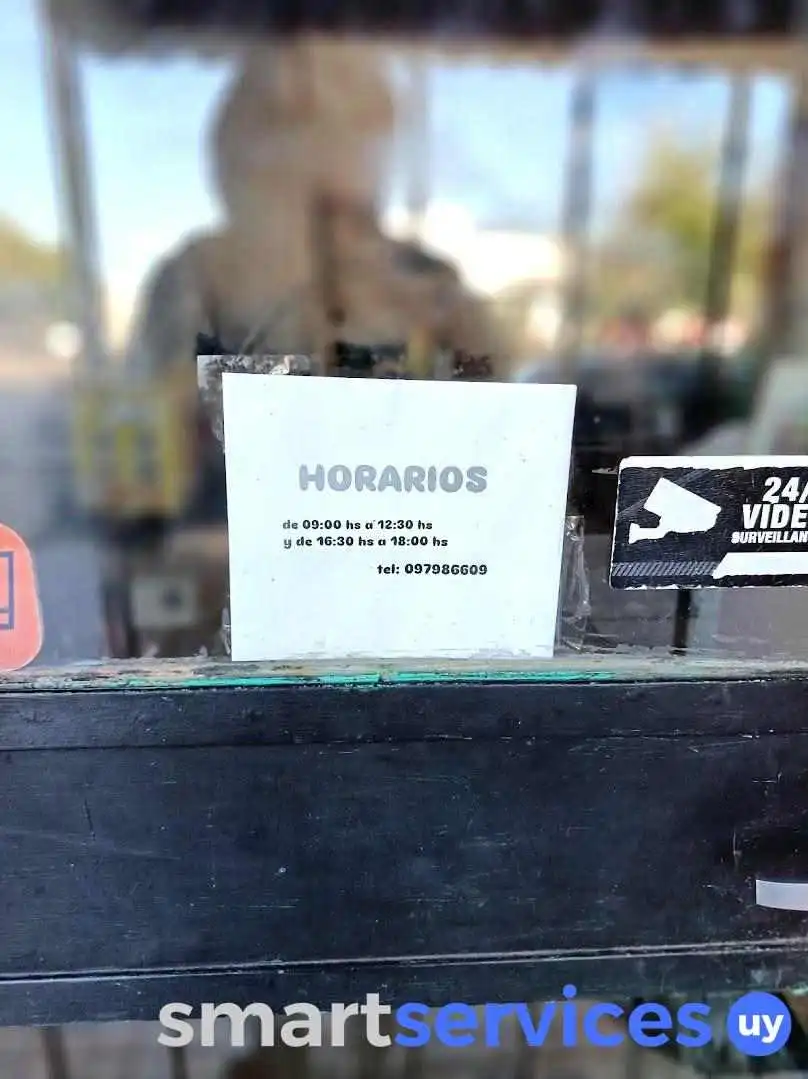 HORARIOS
de 09:00 hs a 12:30 hs
y de 16:30 hs a 18:00 hs
tel: 097986609
24/
VIDE
SURVEILLAN
smartservices uy